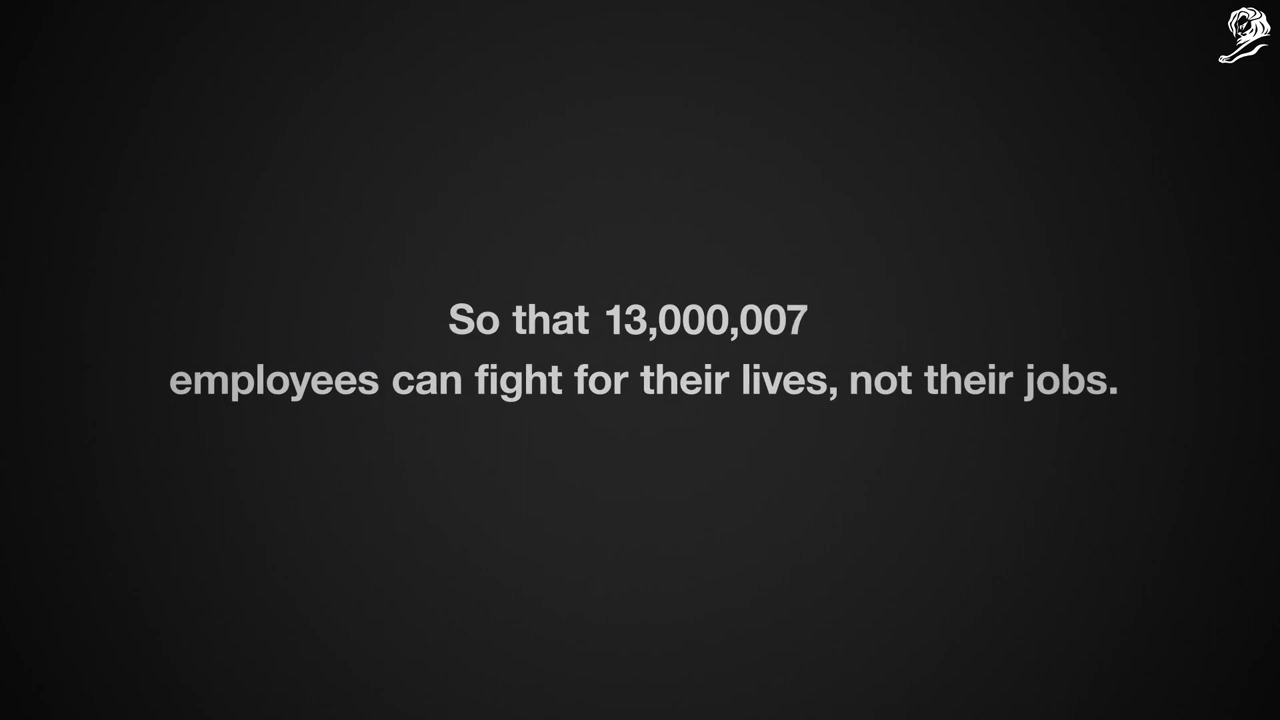 So that 13,000,007
employees can fight for their lives, not their jobs.